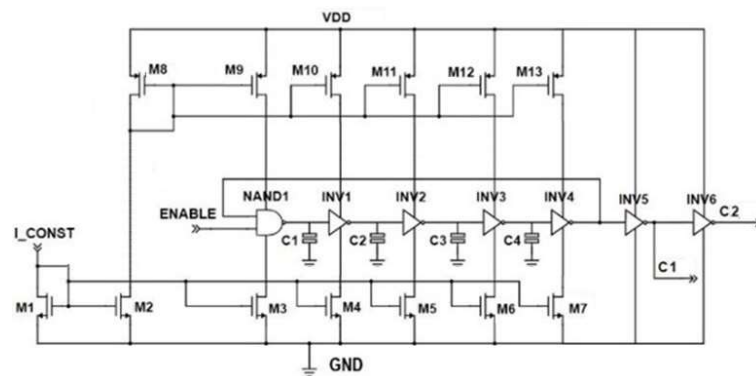 VDD
M8 M9 M10 M11 M12 M13
NAND1 INV1 INV2 INV3 INV4 INV5 INV6
ENABLE C2
I_CONST C1 C2 C3 C4 C1
M1 M2 M3 M4 M5 M6 M7
GND